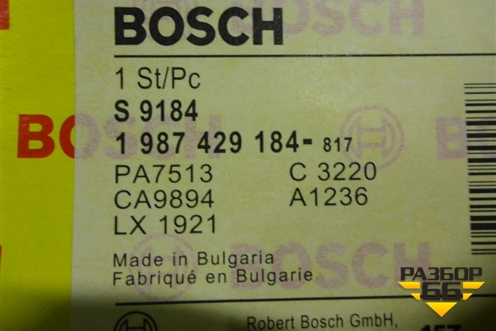 BOSCH
1 St/Pc
S 9184
1 987 429 184- 817
PA7513 C 3220
CA9894 A1236
LX 1921
BOSCH
Made in Bulgaria
Fabriqué en Bulgarie
Robert Bosch GmbH,
РАЗБОР
66